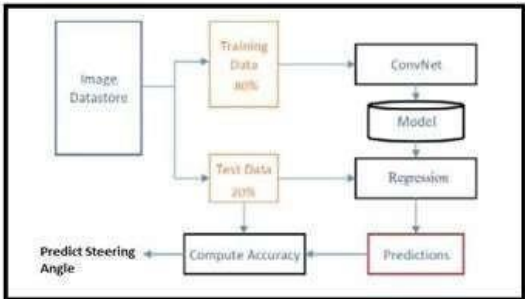 Image
Datastore
Training
Data
80%
ConvNet
Model
Test Data
20%
Regression
Predict Steering
Angle
Compute Accuracy
Predictions